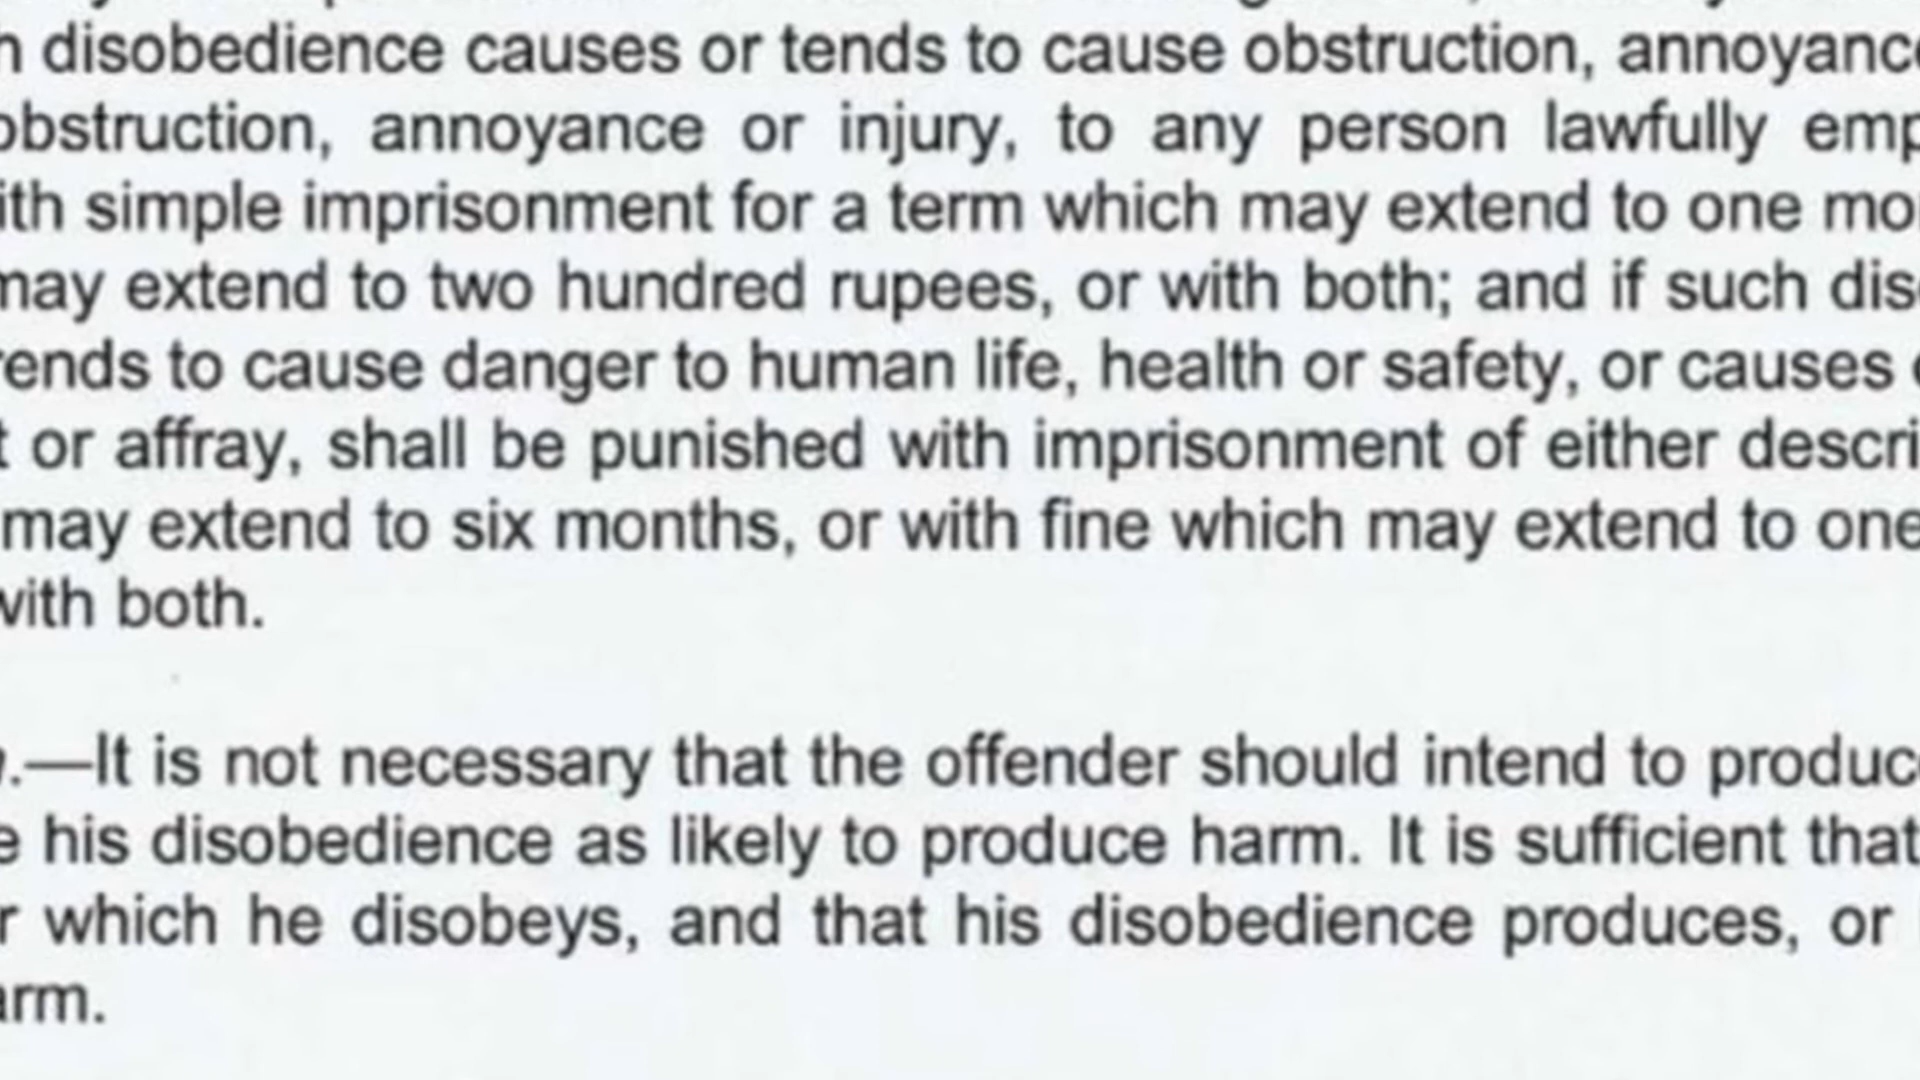 disobedience causes or tends to cause obstruction, annoyance
obstruction, annoyance or injury, to any person lawfully emp
ith simple imprisonment for a term which may extend to one mo
may extend to two hundred rupees, or with both; and if such dis
rends to cause danger to human life, health or safety, or causes
t or affray, shall be punished with imprisonment of either descri
may extend to six months, or with fine which may extend to one
with both.
.—It is not necessary that the offender should intend to produce
e his disobedience as likely to produce harm. It is sufficient that
r which he disobeys, and that his disobedience produces, or
arm.